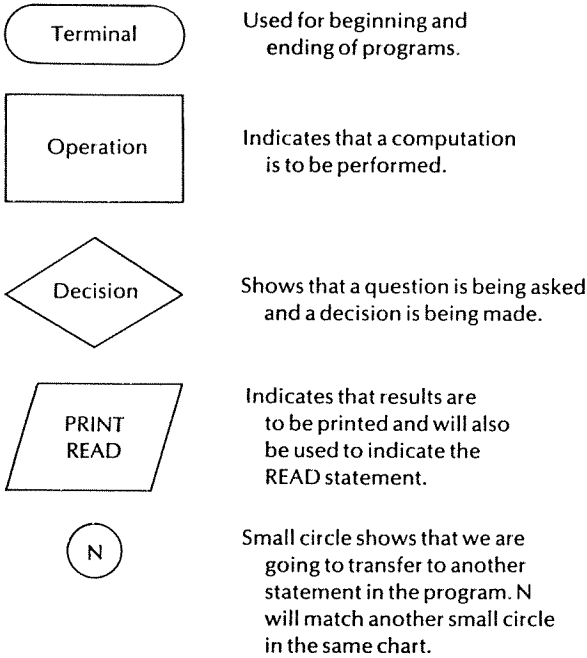 Terminal
Used for beginning and
ending of programs.
Operation
Indicates that a computation
is to be performed.
Decision
Shows that a question is being asked
and a decision is being made.
PRINT
READ
Indicates that results are
to be printed and will also
be used to indicate the
READ statement.
N
Small circle shows that we are
going to transfer to another
statement in the program. N
will match another small circle
in the same chart.